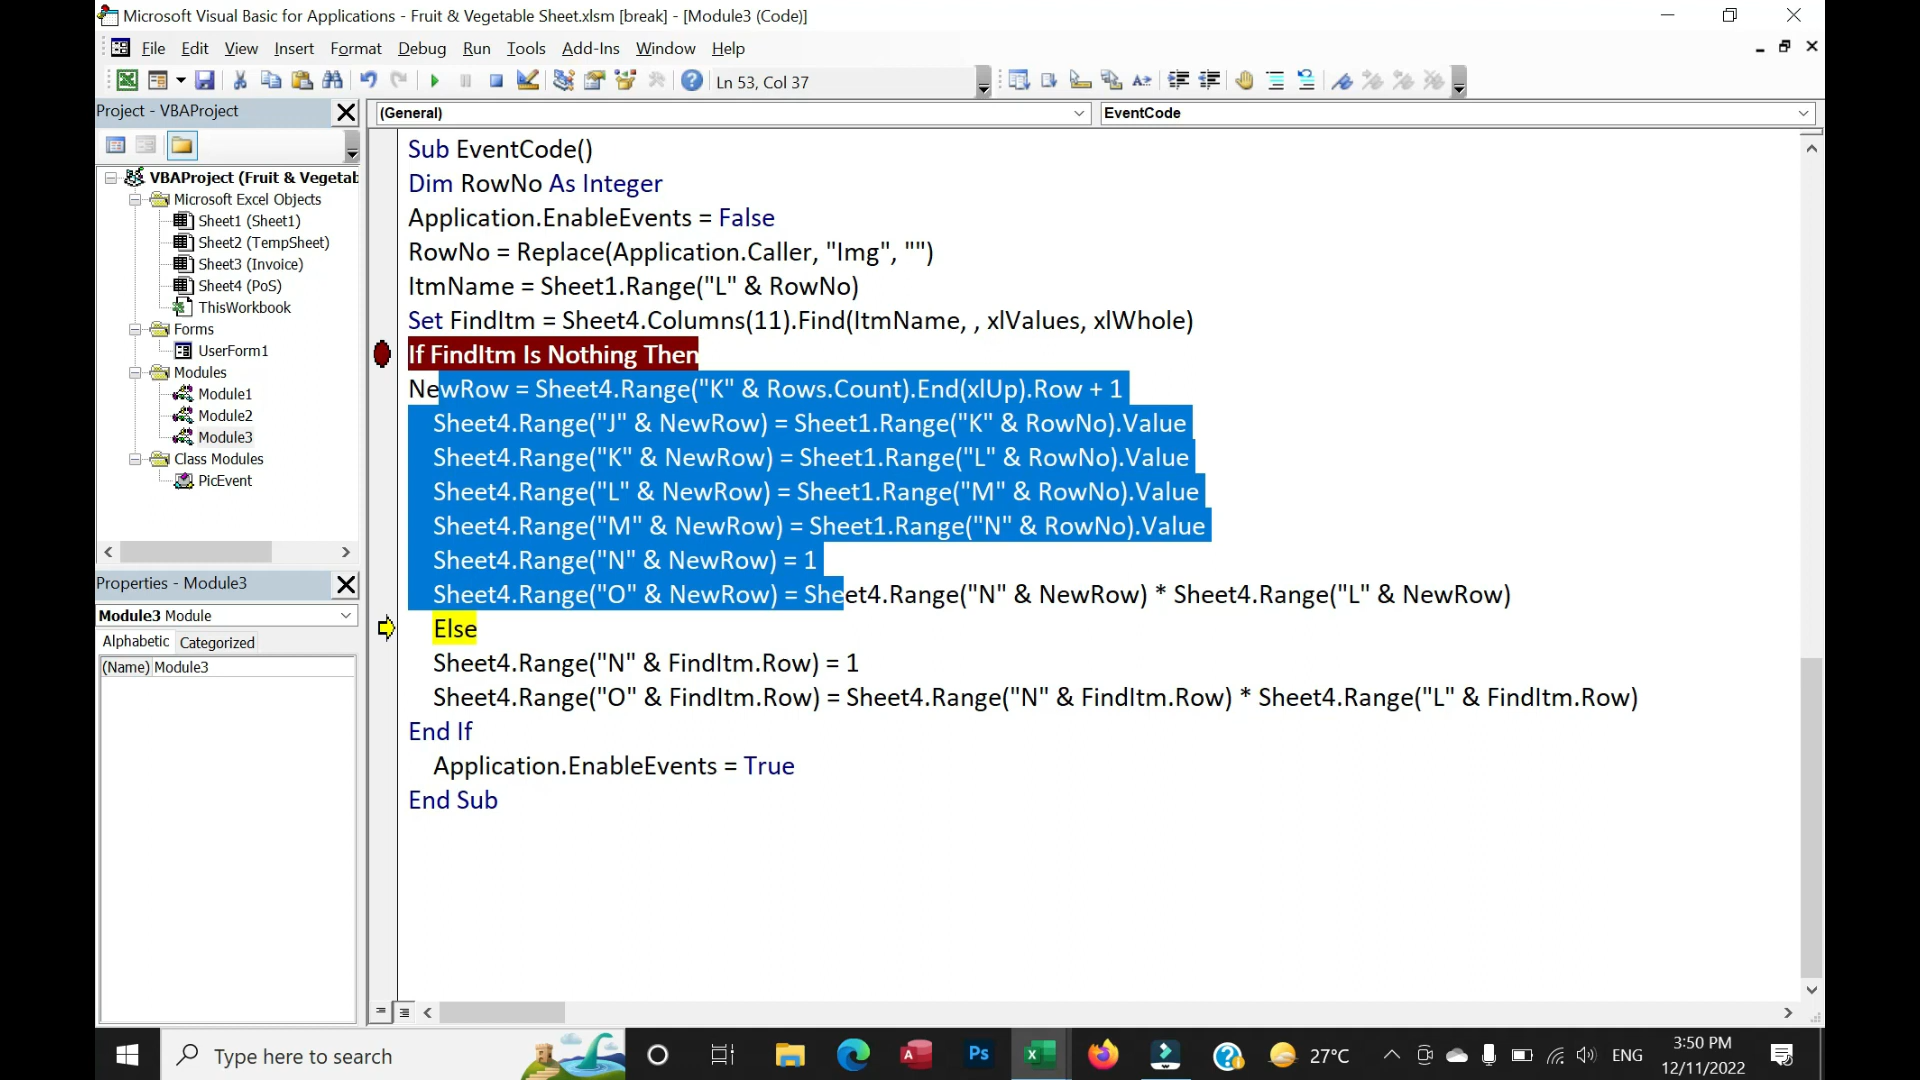 Microsoft Visual Basic for Applications - Fruit & Vegetable Sheet.xlsm [break] - [Module3 (Code)]
File Edit View Insert Format Debug Run Tools Add-Ins Window Help
Ln 53, Col 37
Project - VBAProject
(General)
EventCode
VBAProject (Fruit & Vegetab
Microsoft Excel Objects
Sheet1 (Sheet1)
Sheet2 (TempSheet)
Sheet3 (Invoice)
Sheet4 (PoS)
ThisWorkbook
Forms
UserForm1
Modules
Module1
Module2
Module3
Class Modules
PicEvent
Properties - Module3
Module3 Module
Alphabetic Categorized
(Name) Module3
Sub EventCode()
Dim RowNo As Integer
Application.EnableEvents = False
RowNo = Replace(Application.Caller, "Img", "")
ItmName = Sheet1.Range("L" & RowNo)
Set FindItm = Sheet4.Columns(11).Find(ItmName, , xlValues, xlWhole)
If FindItm Is Nothing Then
NewRow = Sheet4.Range("K" & Rows.Count).End(xlUp).Row + 1
Sheet4.Range("J" & NewRow) = Sheet1.Range("K" & RowNo).Value
Sheet4.Range("K" & NewRow) = Sheet1.Range("L" & RowNo).Value
Sheet4.Range("L" & NewRow) = Sheet1.Range("M" & RowNo).Value
Sheet4.Range("M" & NewRow) = Sheet1.Range("N" & RowNo).Value
Sheet4.Range("N" & NewRow) = 1
Sheet4.Range("O" & NewRow) = Sheet4.Range("N" & NewRow) * Sheet4.Range("L" & NewRow)
Else
Sheet4.Range("N" & FindItm.Row) = 1
Sheet4.Range("O" & FindItm.Row) = Sheet4.Range("N" & FindItm.Row) * Sheet4.Range("L" & FindItm.Row)
End If
Application.EnableEvents = True
End Sub
Type here to search
Ps
27°C
ENG
3:50 PM
12/11/2022